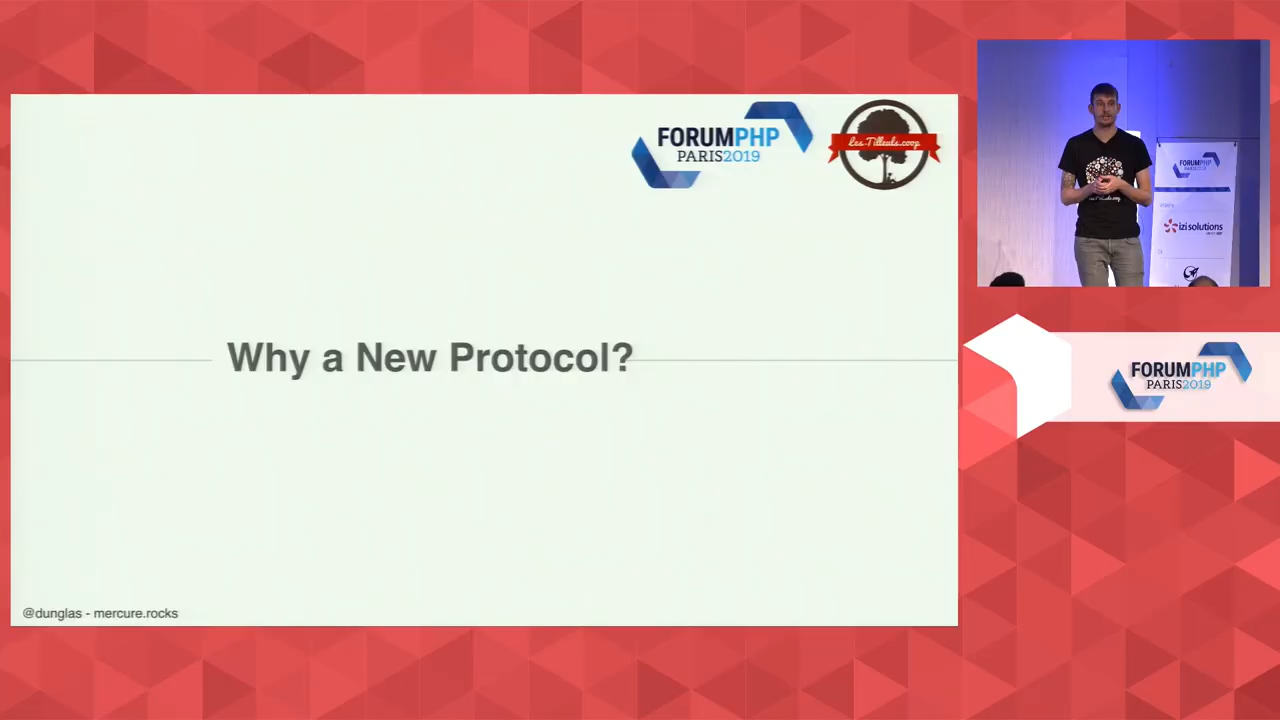 FORUMPHP
PARIS2019
Les-Tilleuls.coop
Why a New Protocol?
@dunglas - mercure.rocks
FORUMPHP
PARIS2019
izi solutions
FORUMPHP
PARIS2019